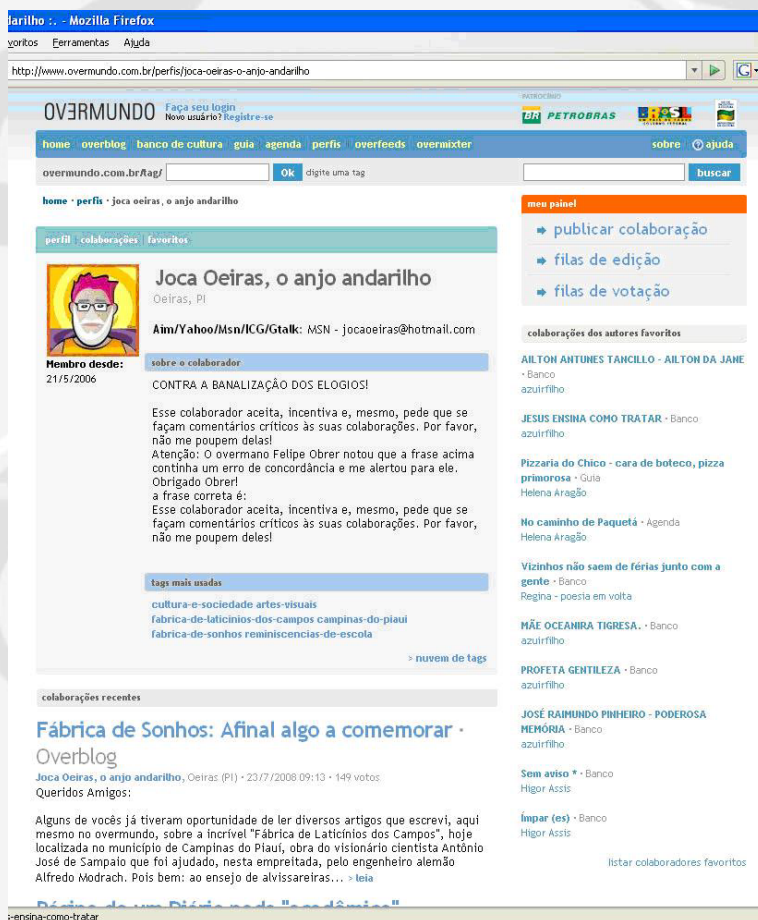 darilho :. - Mozilla Firefox
voritos Ferramentas Ajuda
http://www.overmundo.com.br/perfis/joca-oeiras-o-anjo-andarilho
OVERMUNDO Faça seu login
Novo usuário? Registre-se
PATROCÍNIO
BR PETROBRAS BRASIL
home overblog banco de cultura guia agenda perfis overfeeds overmixter sobre ajuda
overmundo.com.br/tag/ Ok digite uma tag buscar
home · perfis · joca oeiras, o anjo andarilho
perfil colaborações favoritos
Joca Oeiras, o anjo andarilho
Oeiras, PI
Aim/Yahoo/Msn/ICG/Gtalk: MSN - jocaoeiras@hotmail.com
Membro desde:
21/5/2006
sobre o colaborador
CONTRA A BANALIZAÇÂO DOS ELOGIOS!
Esse colaborador aceita, incentiva e, mesmo, pede que se
façam comentários críticos às suas colaborações. Por favor,
não me poupem delas!
Atenção: O overmano Felipe Obrer notou que a frase acima
continha um erro de concordância e me alertou para ele.
Obrigado Obrer!
a frase correta é:
Esse colaborador aceita, incentiva e, mesmo, pede que se
façam comentários críticos às suas colaborações. Por favor,
não me poupem deles!
tags mais usadas
cultura-e-sociedade artes-visuais
fabrica-de-laticinios-dos-campos campinas-do-piaui
fabrica-de-sonhos reminiscencias-de-escola
> nuvem de tags
colaborações recentes
Fábrica de Sonhos: Afinal algo a comemorar ·
Overblog
Joca Oeiras, o anjo andarilho, Oeiras (PI) · 23/7/2008 09:13 · 149 votos
Queridos Amigos:
Alguns de vocês já tiveram oportunidade de ler diversos artigos que escrevi, aqui
mesmo no overmundo, sobre a incrível "Fábrica de Laticínios dos Campos", hoje
localizada no município de Campinas do Piauí, obra do visionário cientista Antônio
José de Sampaio que foi ajudado, nesta empreitada, pelo engenheiro alemão
Alfredo Modrach. Pois bem: ao ensejo de alvissareiras... > leia
Página de um Diário nada "acadêmico"
meu painel
publicar colaboração
filas de edição
filas de votação
colaborações dos autores favoritos
AILTON ANTUNES TANCILLO - AILTON DA JANE
· Banco
azuirfilho
JESUS ENSINA COMO TRATAR · Banco
azuirfilho
Pizzaria do Chico - cara de boteco, pizza
primorosa · Guia
Helena Aragão
No caminho de Paquetá · Agenda
Helena Aragão
Vizinhos não saem de férias junto com a
gente · Banco
Regina - poesia em volta
MÃE OCEANIRA TIGRESA. · Banco
azuirfilho
PROFETA GENTILEZA · Banco
azuirfilho
JOSÉ RAIMUNDO PINHEIRO - PODEROSA
MEMÓRIA · Banco
azuirfilho
Sem aviso * · Banco
Higor Assis
Ímpar (es) · Banco
Higor Assis
listar colaboradores favoritos
s-ensina-como-tratar